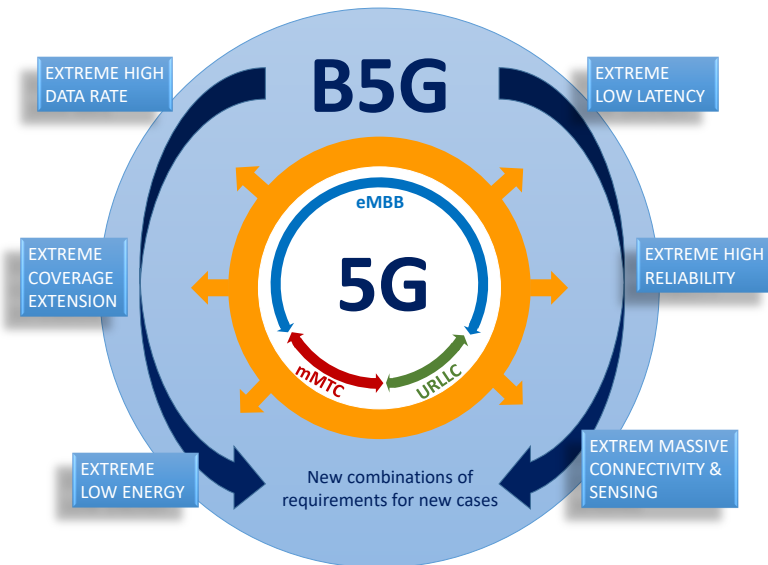 B5G
EXTREME HIGH
DATA RATE
EXTREME
LOW LATENCY
eMBB
5G
EXTREME
COVERAGE
EXTENSION
EXTREME HIGH
RELIABILITY
mMTC
URLLC
EXTREME
LOW ENERGY
New combinations of
requirements for new cases
EXTREM MASSIVE
CONNECTIVITY &
SENSING